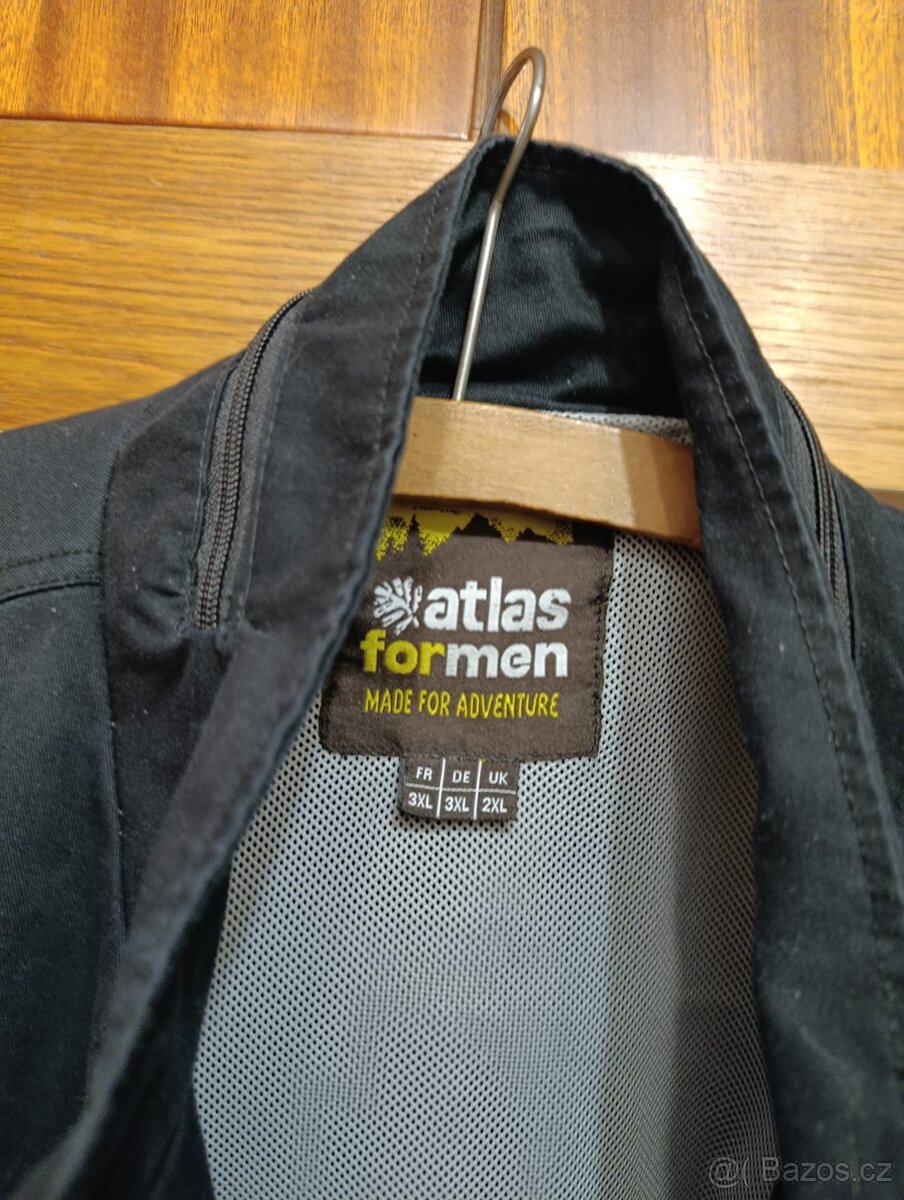 atlas
formen
MADE FOR ADVENTURE
FR DE UK
3XL 3XL 2XL
@( Bazos.cz